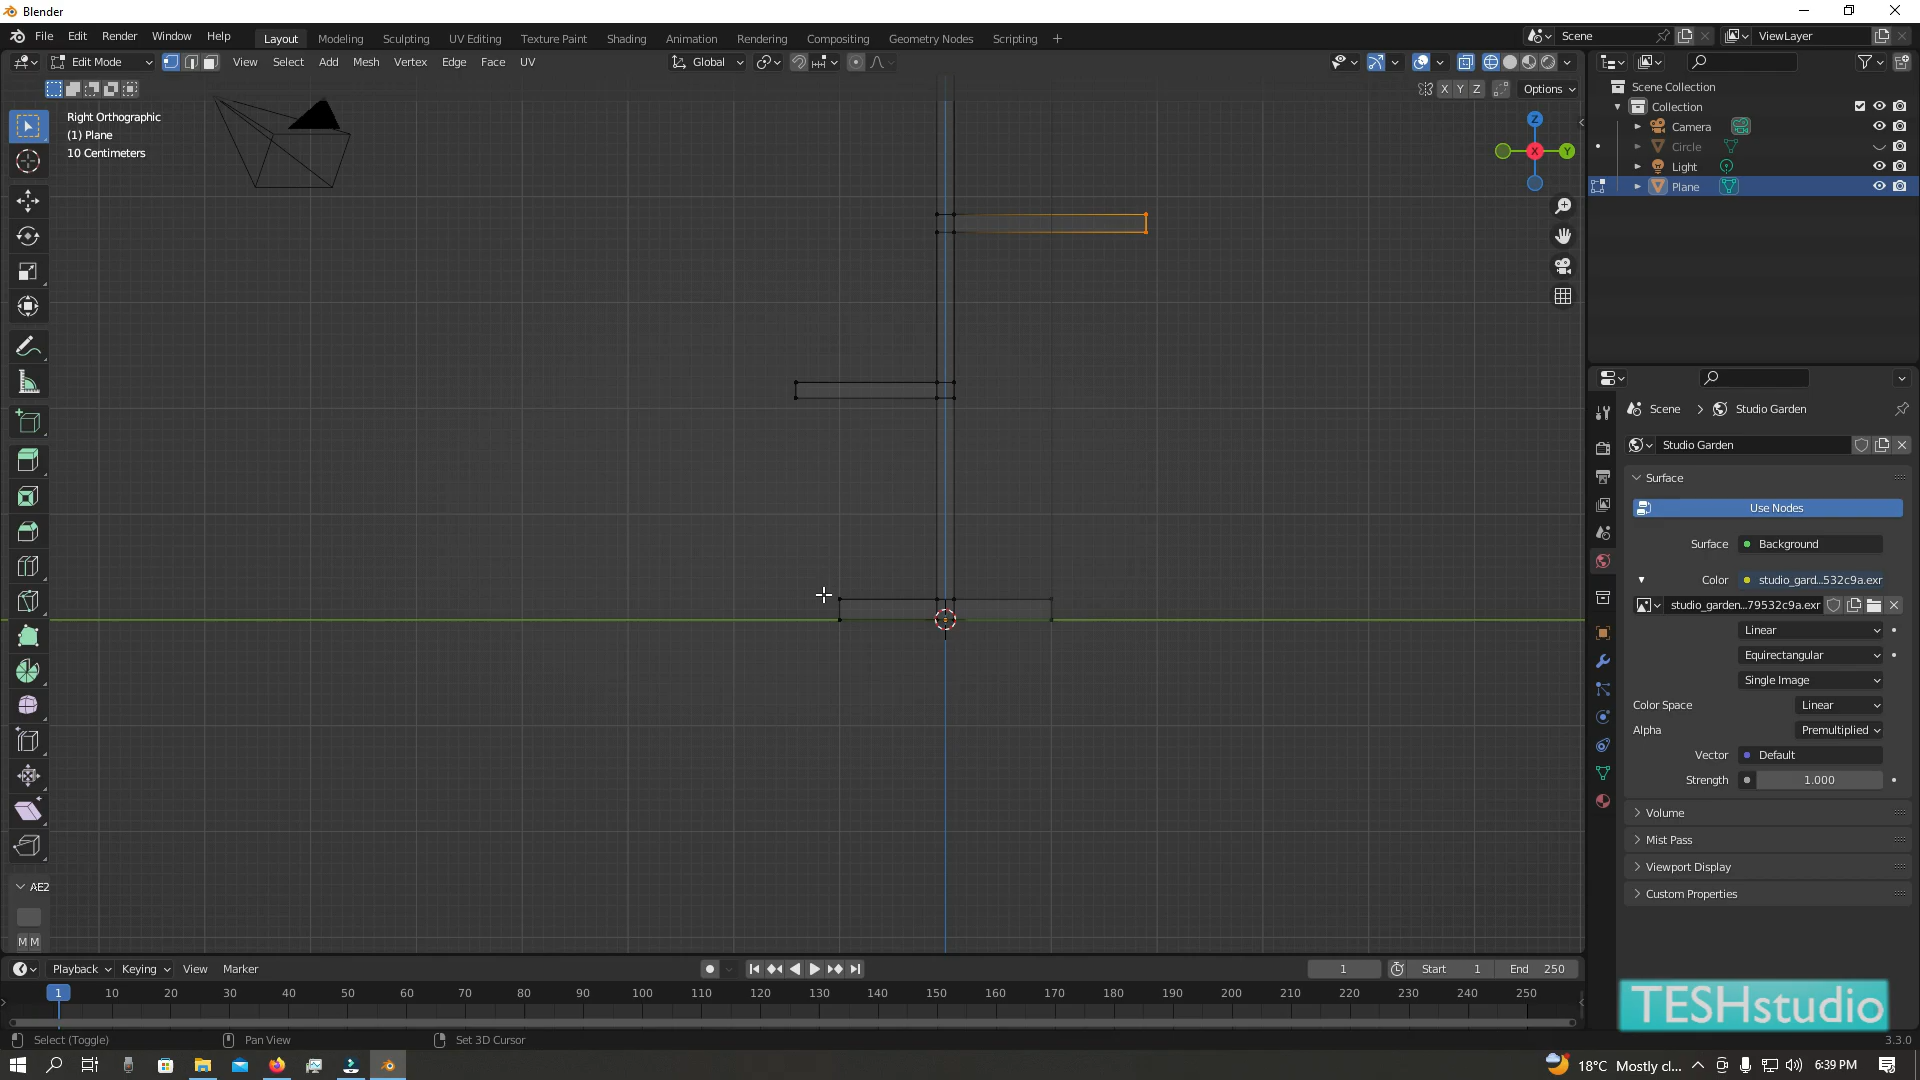 Blender
File Edit Render Window Help
Layout Modeling Sculpting UV Editing Texture Paint Shading Animation Rendering Compositing Geometry Nodes Scripting +
Scene
ViewLayer
Edit Mode
View Select Add Mesh Vertex Edge Face UV
Global
X Y Z
Options
Right Orthographic
(1) Plane
10 Centimeters
Z
X
Y
Scene Collection
Collection
Camera
Circle
Light
Plane
Scene > Studio Garden
Studio Garden
Surface
Use Nodes
Surface Background
Color studio_gard...532c9a.exr
studio_garden...79532c9a.exr
Linear
Equirectangular
Single Image
Color Space Linear
Alpha Premultiplied
Vector Default
Strength 1.000
Volume
Mist Pass
Viewport Display
Custom Properties
AE2
M M
Playback Keying View Marker
1
Start 1
End 250
1 10 20 30 40 50 60 70 80 90 100 110 120 130 140 150 160 170 180 190 200 210 220 230 240 250
TESHstudio
Select (Toggle)
Pan View
Set 3D Cursor
3.3.0
18°C Mostly cl...
6:39 PM